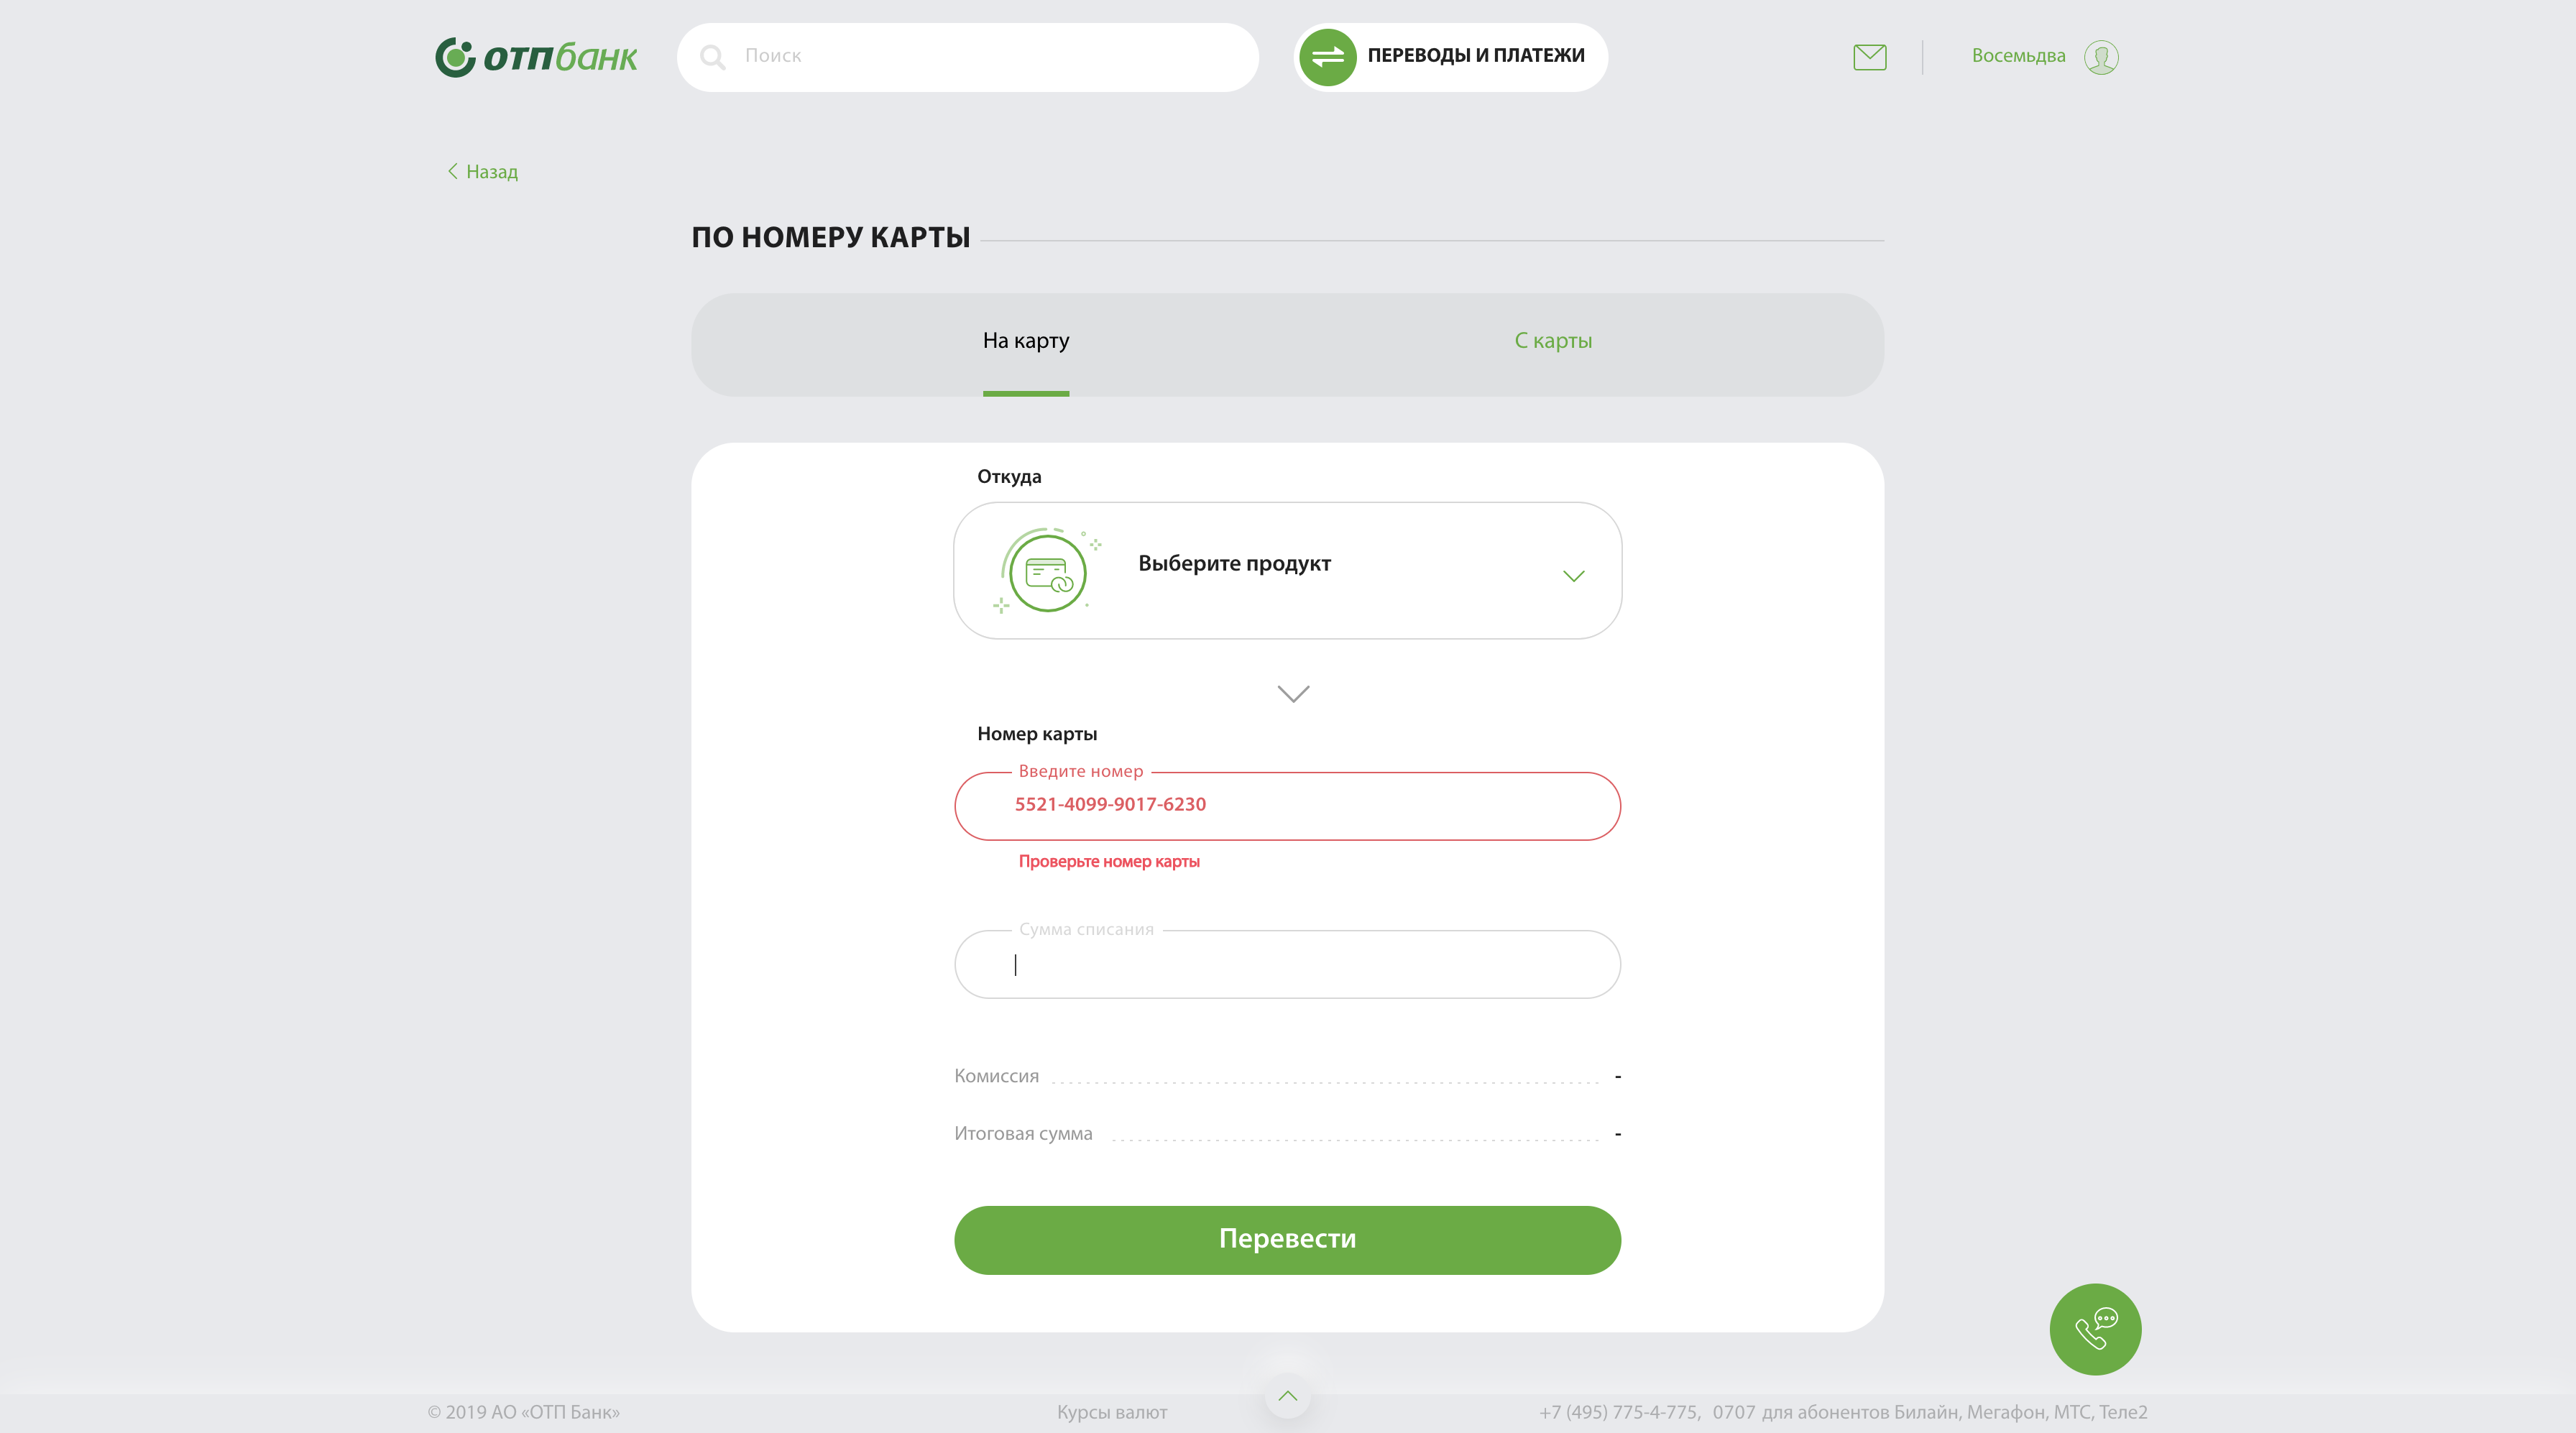 отпбанк
Поиск
ПЕРЕВОДЫ И ПЛАТЕЖИ
Восемьдва
Назад
ПО НОМЕРУ КАРТЫ
На карту
С карты
Откуда
Выберите продукт
Номер карты
Введите номер
5521-4099-9017-6230
Проверьте номер карты
Сумма списания
Комиссия -
Итоговая сумма -
Перевести
© 2019 АО «ОТП Банк»
Курсы валют
+7 (495) 775-4-775, 0707 для абонентов Билайн, Мегафон, МТС, Теле2